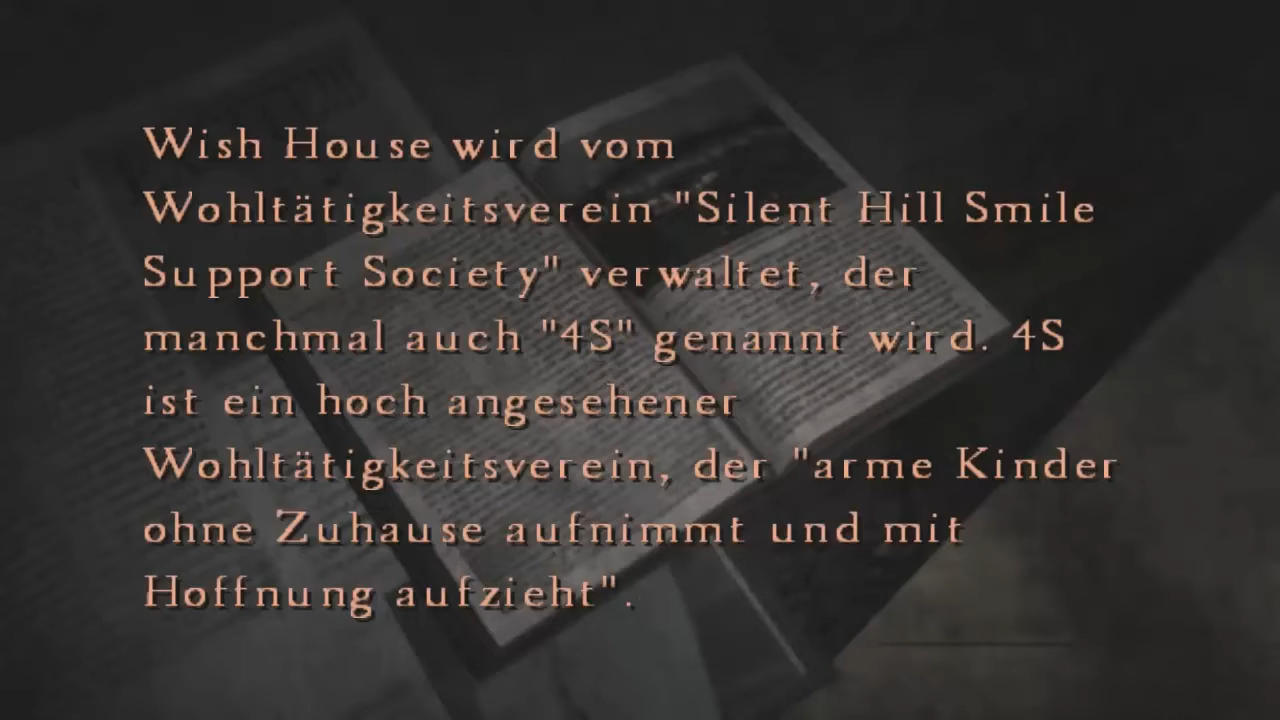 Wish House wird vom
Wohltätigkeitsverein "Silent Hill Smile
Support Society" verwaltet, der
manchmal auch "4S" genannt wird. 4S
ist ein hoch angesehener
Wohltätigkeitsverein, der "arme Kinder
ohne Zuhause aufnimmt und mit
Hoffnung aufzieht".